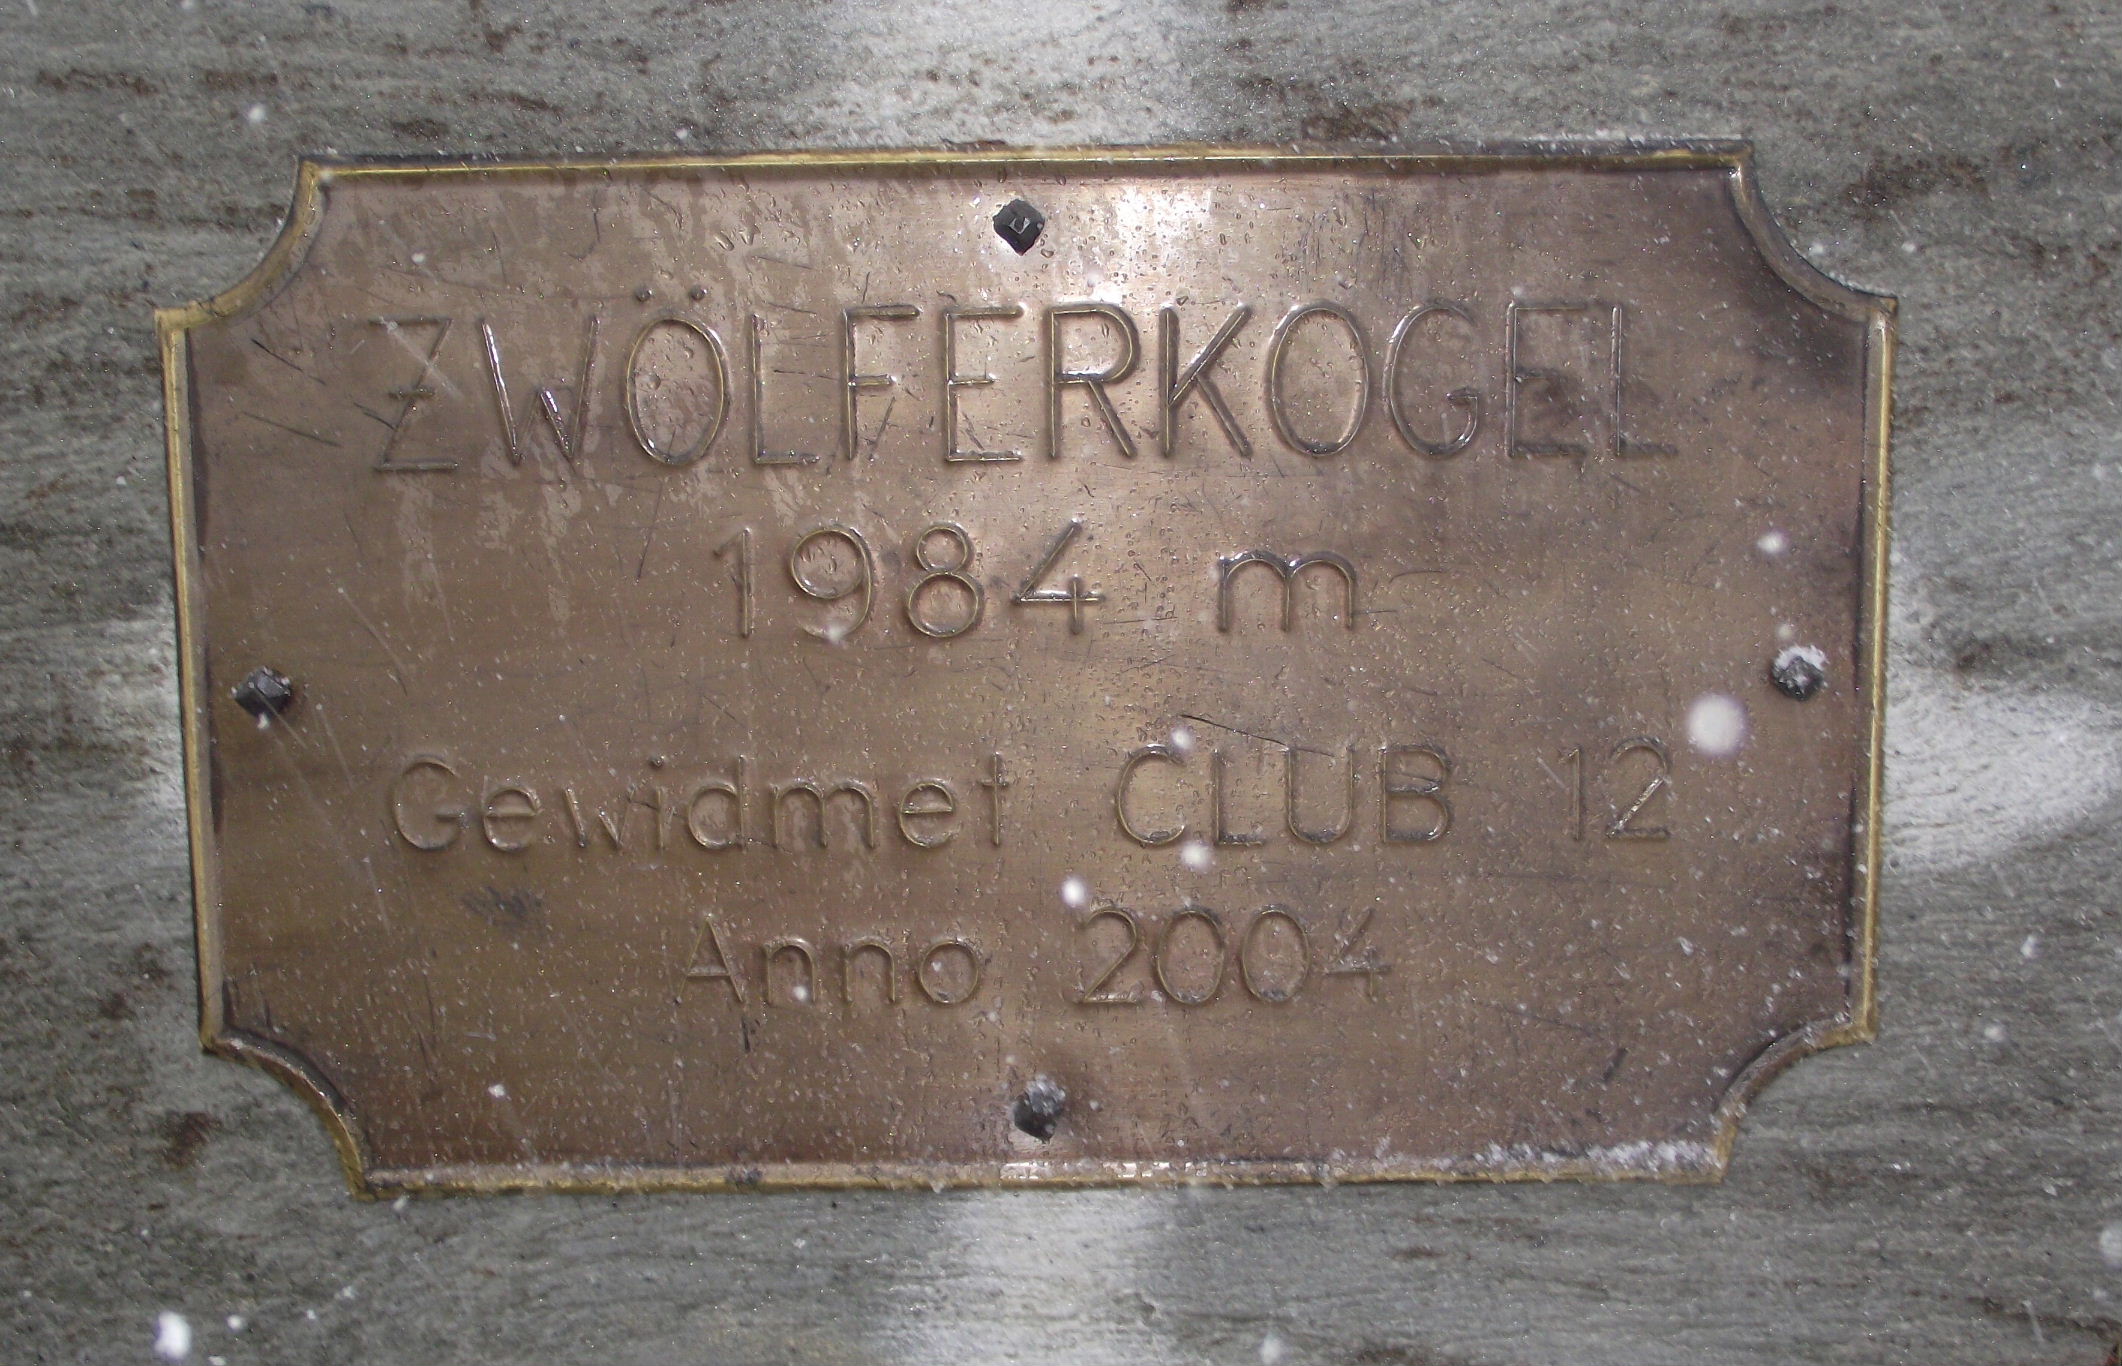 ZWÖLFERKOGEL
1984 m
Gewidmet CLUB 12
Anno 2004